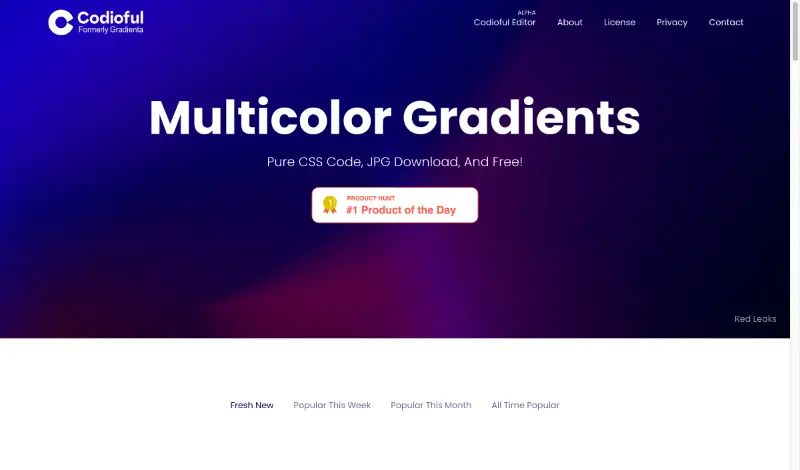 Codioful
Formerly Gradienta
ALPHA
Codioful Editor
About
License
Privacy
Contact
Multicolor Gradients
Pure CSS Code, JPG Download, And Free!
1
PRODUCT HUNT
#1 Product of the Day
Red Leaks
Fresh New
Popular This Week
Popular This Month
All Time Popular